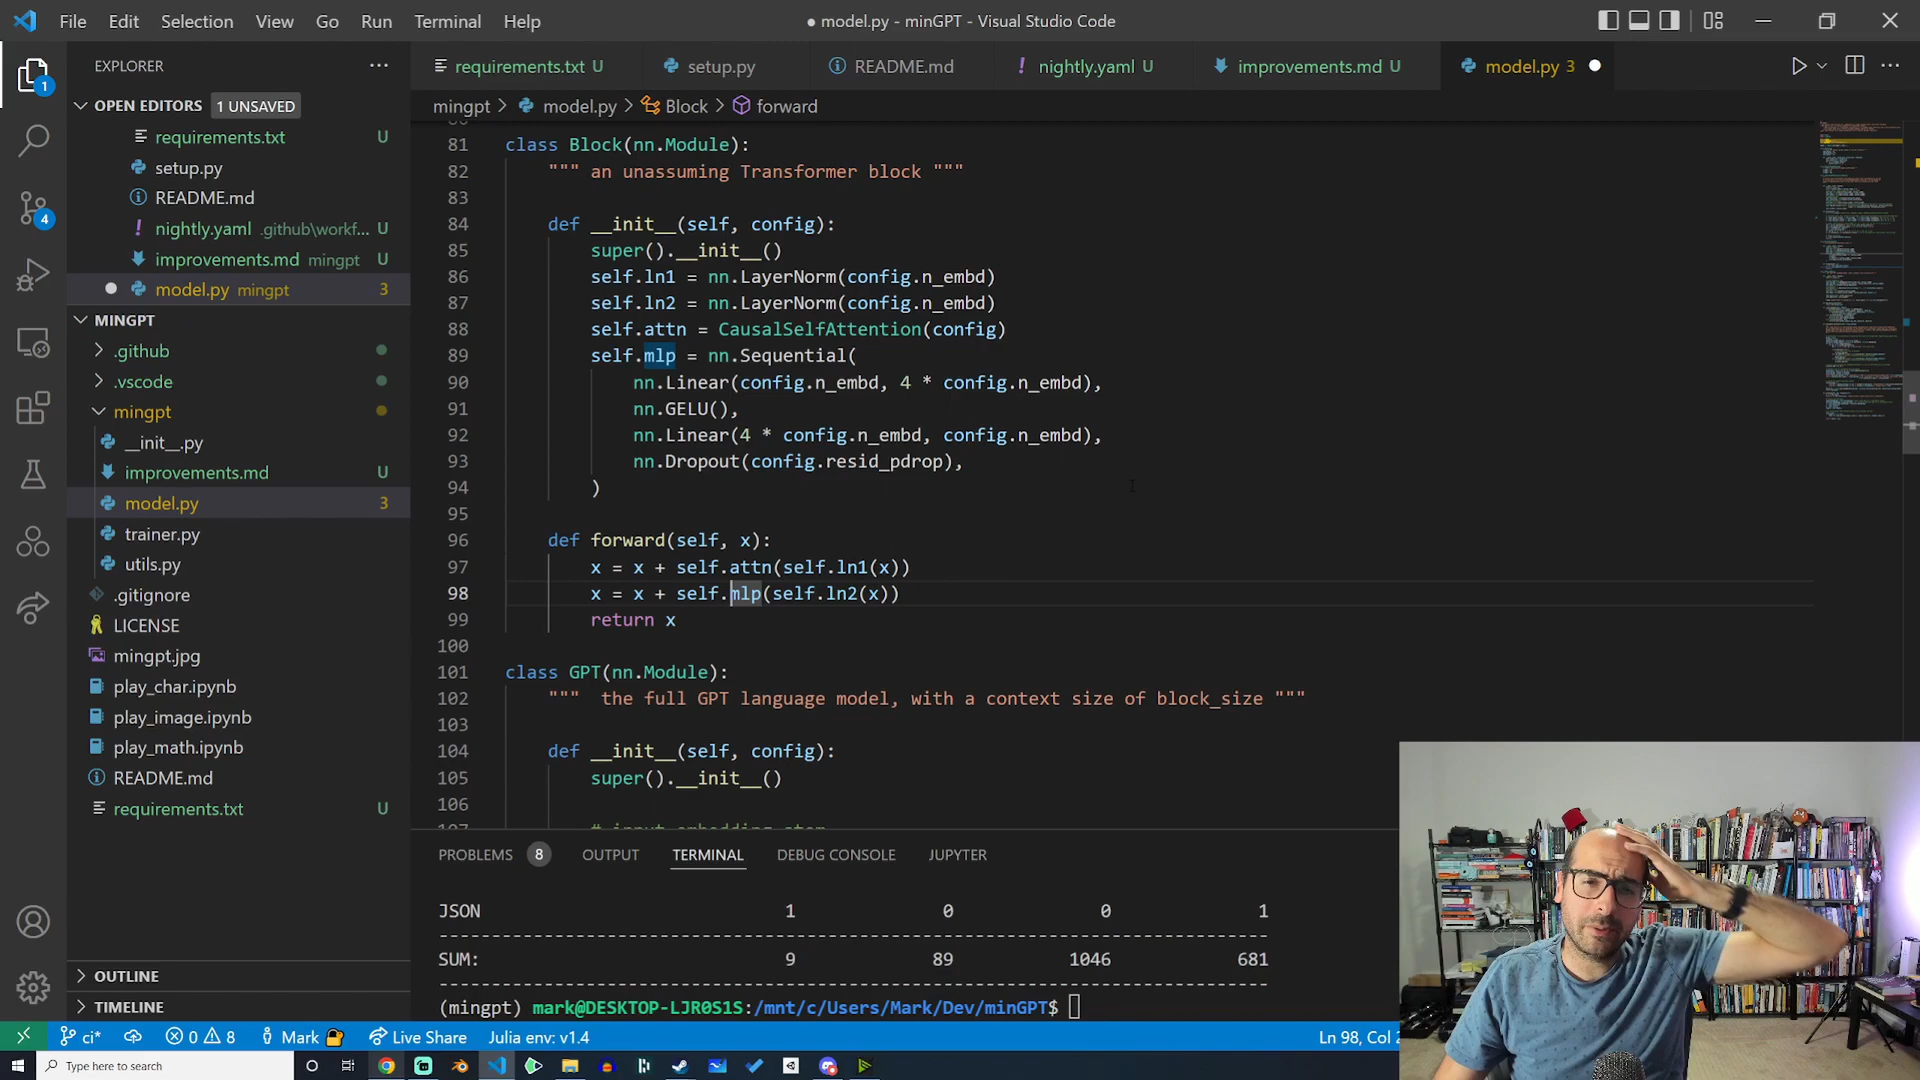 File Edit Selection View Go Run Terminal Help
model.py - minGPT - Visual Studio Code
EXPLORER
OPEN EDITORS 1 UNSAVED
requirements.txt U
setup.py
README.md
nightly.yaml .github\workf... U
improvements.md mingpt U
model.py mingpt 3
MINGPT
.github
.vscode
mingpt
__init__.py
improvements.md U
model.py 3
trainer.py
utils.py
.gitignore
LICENSE
mingpt.jpg
play_char.ipynb
play_image.ipynb
play_math.ipynb
README.md
requirements.txt U
OUTLINE
TIMELINE
1
4
requirements.txt U setup.py README.md nightly.yaml U improvements.md U model.py 3
mingpt > model.py > Block > forward
81 class Block(nn.Module):
82 """ an unassuming Transformer block """
83
84 def __init__(self, config):
85 super().__init__()
86 self.ln1 = nn.LayerNorm(config.n_embd)
87 self.ln2 = nn.LayerNorm(config.n_embd)
88 self.attn = CausalSelfAttention(config)
89 self.mlp = nn.Sequential(
90 nn.Linear(config.n_embd, 4 * config.n_embd),
91 nn.GELU(),
92 nn.Linear(4 * config.n_embd, config.n_embd),
93 nn.Dropout(config.resid_pdrop),
94 )
95
96 def forward(self, x):
97 x = x + self.attn(self.ln1(x))
98 x = x + self.mlp(self.ln2(x))
99 return x
100
101 class GPT(nn.Module):
102 """ the full GPT language model, with a context size of block_size """
103
104 def __init__(self, config):
105 super().__init__()
106
PROBLEMS 8 OUTPUT TERMINAL DEBUG CONSOLE JUPYTER
JSON 1 0 0 1
-------------------------------------------------------------------------------
SUM: 9 89 1046 681
-------------------------------------------------------------------------------
(mingpt) mark@DESKTOP-LJR0S1S:/mnt/c/Users/Mark/Dev/minGPT$
ci* 0 8 Mark Live Share Julia env: v1.4 Ln 98, Col
Type here to search